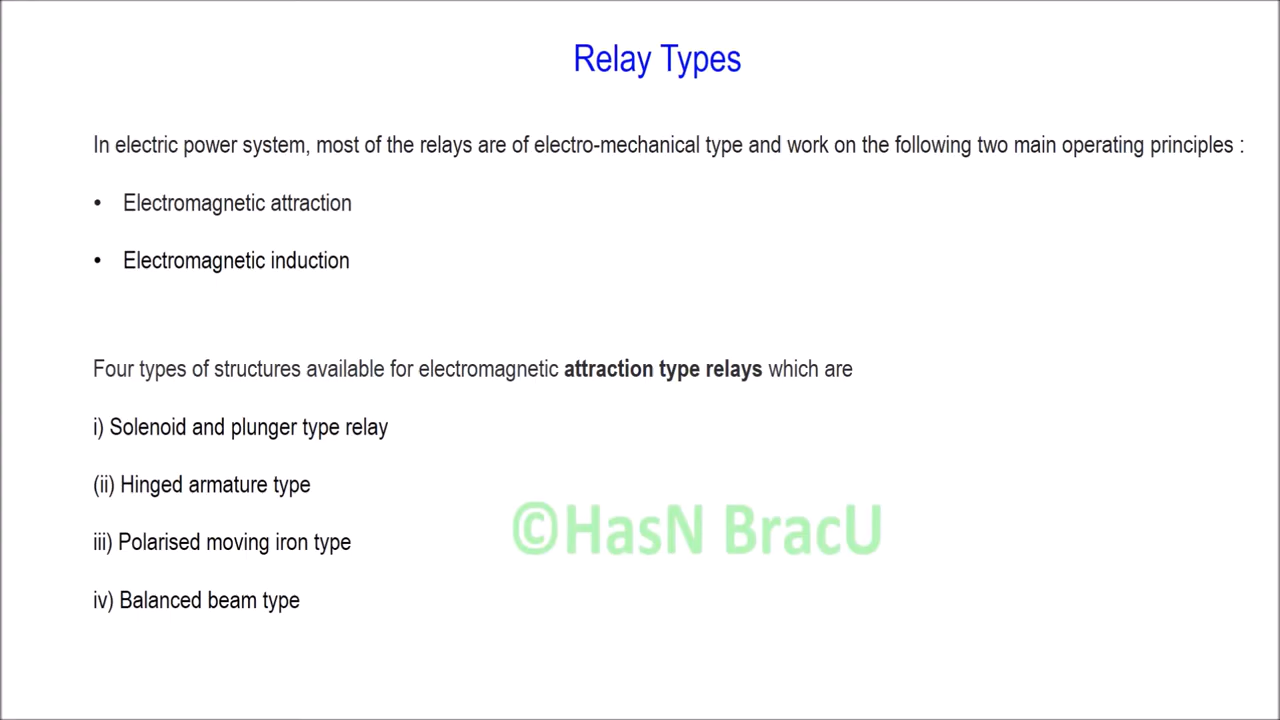 Relay Types
In electric power system, most of the relays are of electro-mechanical type and work on the following two main operating principles :
• Electromagnetic attraction
• Electromagnetic induction
Four types of structures available for electromagnetic attraction type relays which are
i) Solenoid and plunger type relay
(ii) Hinged armature type
iii) Polarised moving iron type
©HasN BracU
iv) Balanced beam type